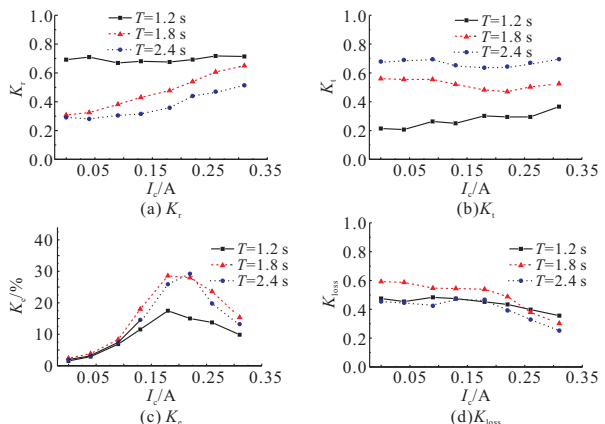 1.0
0.8
0.6
0.4
0.2
0.0
K_r
T=1.2 s
T=1.8 s
T=2.4 s
0.05 0.15 0.25 0.35
I_c/A
(a) K_r
1.0
0.8
0.6
0.4
0.2
0.0
K_t
T=1.2 s
T=1.8 s
T=2.4 s
0.05 0.15 0.25 0.35
I_c/A
(b) K_t
40
30
20
10
0
K_e/%
T=1.2 s
T=1.8 s
T=2.4 s
0.05 0.15 0.25 0.35
I_c/A
(c) K_e
1.0
0.8
0.6
0.4
0.2
0.0
K_loss
T=1.2 s
T=1.8 s
T=2.4 s
0.05 0.15 0.25 0.35
I_c/A
(d) K_loss